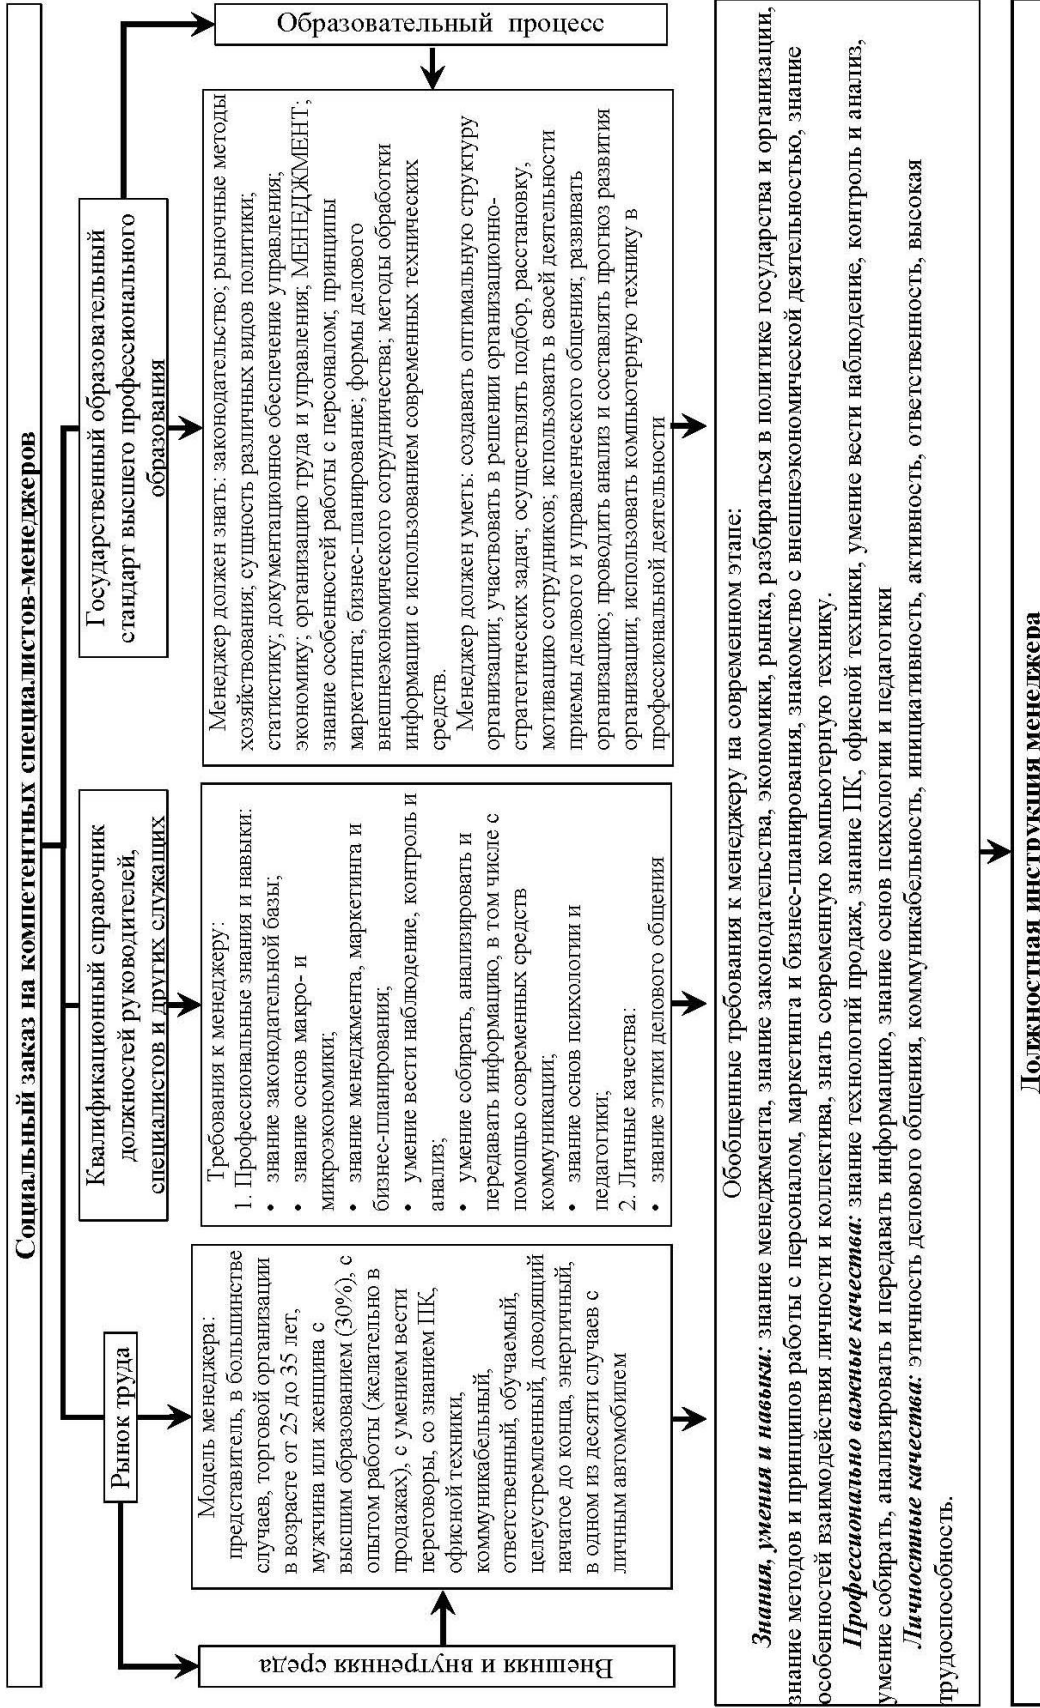 Социальный заказ на компетентных специалистов-менеджеров
Рынок труда
Квалификационный справочник
должностей руководителей,
специалистов и других служащих
Государственный образовательный
стандарт высшего профессионального
образования
Внешняя и внутренняя среда
Модель менеджера:
представитель, в большинстве
случаев, торговой организации
в возрасте от 25 до 35 лет,
мужчина или женщина с
высшим образованием (30%), с
опытом работы (желательно в
продажах), с умением вести
переговоры, со знанием ПК,
офисной техники,
коммуникабельный,
ответственный, обучаемый,
целеустремленный, доводящий
начатое до конца, энергичный,
в одном из десяти случаев с
личным автомобилем
Требования к менеджеру:
1. Профессиональные знания и навыки:
• знание законодательной базы;
• знание основ макро- и
микроэкономики;
• знание менеджмента, маркетинга и
бизнес-планирования;
• умение вести наблюдение, контроль и
анализ;
• умение собирать, анализировать и
передавать информацию, в том числе с
помощью современных средств
коммуникации;
• знание основ психологии и
педагогики;
2. Личные качества:
• знание этики делового общения
Менеджер должен знать: законодательство; рыночные методы
хозяйствования; сущность различных видов политики;
статистику; документационное обеспечение управления;
экономику; организацию труда и управления; МЕНЕДЖМЕНТ;
знание особенностей работы с персоналом; принципы
маркетинга; бизнес-планирование; формы делового
внешнеэкономического сотрудничества; методы обработки
информации с использованием современных технических
средств.
Менеджер должен уметь: создавать оптимальную структуру
организации; участвовать в решении организационно-
стратегических задач; осуществлять подбор, расстановку,
мотивацию сотрудников; использовать в своей деятельности
приемы делового и управленческого общения; развивать
организацию; проводить анализ и составлять прогноз развития
организации; использовать компьютерную технику в
профессиональной деятельности
Образовательный процесс
Обобщенные требования к менеджеру на современном этапе:
Знания, умения и навыки: знание менеджмента, знание законодательства, экономики, рынка, разбираться в политике государства и организации,
знание методов и принципов работы с персоналом, маркетинга и бизнес-планирования, знакомство с внешнеэкономической деятельностью, знание
особенностей взаимодействия личности и коллектива, знать современную компьютерную технику.
Профессионально важные качества: знание технологий продаж, знание ПК, офисной техники, умение вести наблюдение, контроль и анализ,
умение собирать, анализировать и передавать информацию, знание основ психологии и педагогики
Личностные качества: этичность делового общения, коммуникабельность, инициативность, активность, ответственность, высокая
трудоспособность.
Должностная инструкция менеджера